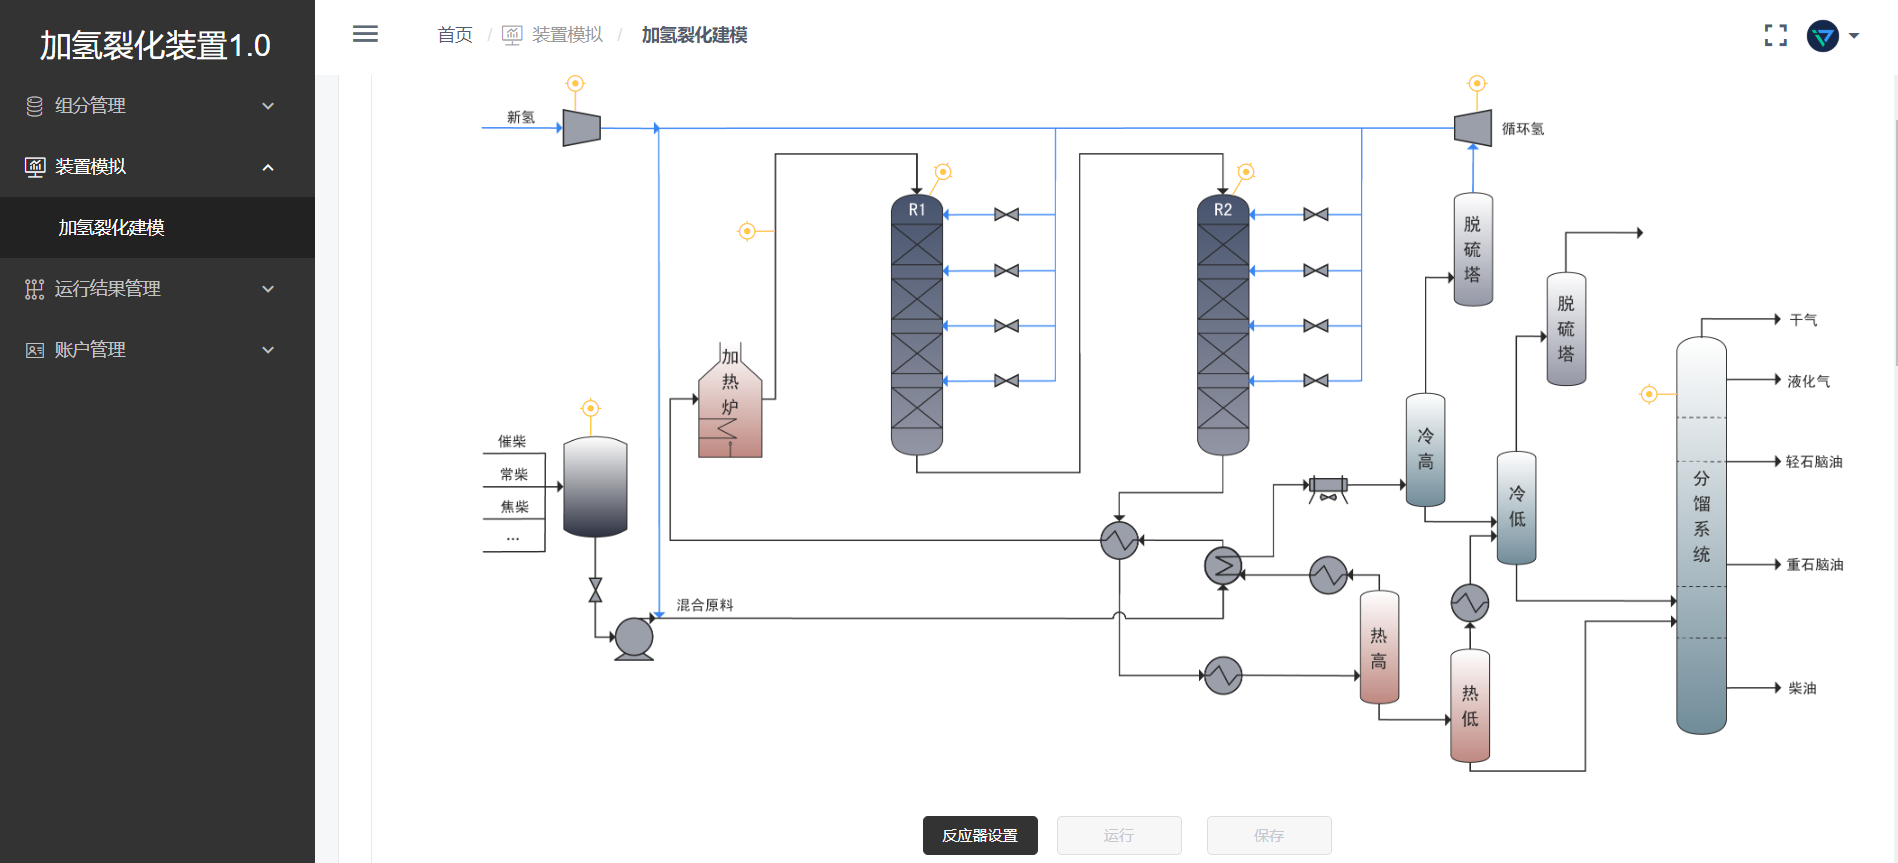 加氢裂化装置1.0
组分管理
装置模拟
加氢裂化建模
运行结果管理
账户管理
首页 / 装置模拟 / 加氢裂化建模
新氢
循环氢
R1
R2
脱硫塔
脱硫塔
干气
液化气
轻石脑油
重石脑油
柴油
分馏系统
加热炉
催柴
常柴
焦柴
...
混合原料
冷高
冷低
热高
热低
反应器设置
运行
保存